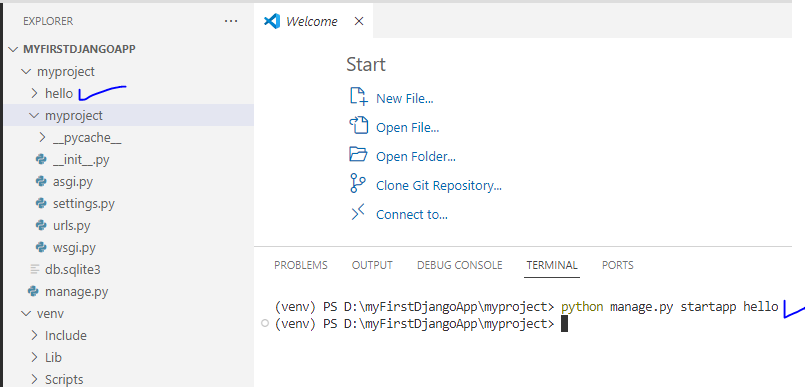 EXPLORER
...
MYFIRSTDJANGOAPP
myproject
hello
myproject
__pycache__
__init__.py
asgi.py
settings.py
urls.py
wsgi.py
db.sqlite3
manage.py
venv
Include
Lib
Scripts
Welcome
Start
New File...
Open File...
Open Folder...
Clone Git Repository...
Connect to...
PROBLEMS OUTPUT DEBUG CONSOLE TERMINAL PORTS
(venv) PS D:\myFirstDjangoApp\myproject> python manage.py startapp hello
(venv) PS D:\myFirstDjangoApp\myproject>